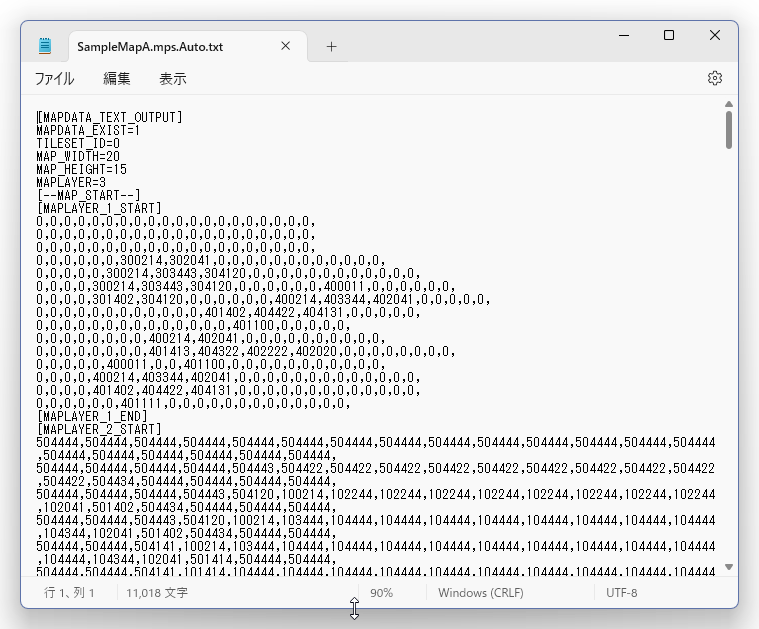 SampleMapA.mps.Auto.txt
ファイル 編集 表示
[MAPDATA_TEXT_OUTPUT]
MAPDATA_EXIST=1
TILESET_ID=0
MAP_WIDTH=20
MAP_HEIGHT=15
MAPLAYER=3
[--MAP_START--]
[MAPLAYER_1_START]
0,0,0,0,0,0,0,0,0,0,0,0,0,0,0,0,0,0,0,0,
0,0,0,0,0,0,0,0,0,0,0,0,0,0,0,0,0,0,0,0,
0,0,0,0,0,0,0,0,0,0,0,0,0,0,0,0,0,0,0,0,
0,0,0,0,0,0,300214,302041,0,0,0,0,0,0,0,0,0,0,0,0,
0,0,0,0,0,300214,303443,304120,0,0,0,0,0,0,0,0,0,0,0,0,
0,0,0,0,300214,303443,304120,0,0,0,0,0,0,400011,0,0,0,0,0,0,
0,0,0,0,301402,304120,0,0,0,0,0,0,400214,403344,402041,0,0,0,0,0,
0,0,0,0,0,0,0,0,0,0,0,0,401402,404422,404131,0,0,0,0,0,
0,0,0,0,0,0,0,0,0,0,0,0,0,0,401100,0,0,0,0,0,
0,0,0,0,0,0,0,0,400214,402041,0,0,0,0,0,0,0,0,0,0,
0,0,0,0,0,0,0,0,401413,404322,402222,402020,0,0,0,0,0,0,0,0,
0,0,0,0,0,400011,0,0,401100,0,0,0,0,0,0,0,0,0,0,0,
0,0,0,0,400214,403344,402041,0,0,0,0,0,0,0,0,0,0,0,0,0,
0,0,0,0,401402,404422,404131,0,0,0,0,0,0,0,0,0,0,0,0,0,
0,0,0,0,0,0,401111,0,0,0,0,0,0,0,0,0,0,0,0,0,
[MAPLAYER_1_END]
[MAPLAYER_2_START]
504444,504444,504444,504444,504444,504444,504444,504444,504444,504444,504444,504444,504444,504444
,504444,504444,504444,504444,504444,504444,
504444,504444,504444,504444,504443,504422,504422,504422,504422,504422,504422,504422,504422,504422
,504422,504434,504444,504444,504444,504444,
504444,504444,504444,504443,504120,100214,102244,102244,102244,102244,102244,102244,102244,102244
,102041,501402,504434,504444,504444,504444,
504444,504444,504443,504120,100214,103444,104444,104444,104444,104444,104444,104444,104444,104444
,104344,102041,501402,504434,504444,504444,
504444,504444,504141,100214,103444,104444,104444,104444,104444,104444,104444,104444,104444,104444
,104444,104344,102041,501414,504444,504444,
504444,504444,504141,101414,104444,104444,104444,104444,104444,104444,104444,104444,104444,104444
行 1、列 1 11,018 文字 90% Windows (CRLF) UTF-8